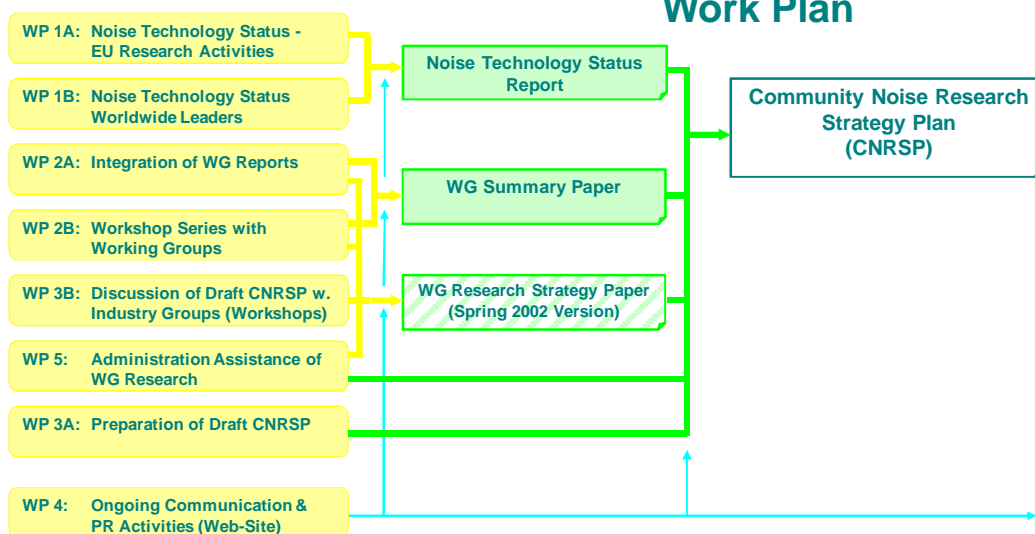 Work Plan
WP 1A: Noise Technology Status -
EU Research Activities
WP 1B: Noise Technology Status
Worldwide Leaders
WP 2A: Integration of WG Reports
WP 2B: Workshop Series with
Working Groups
WP 3B: Discussion of Draft CNRSP w.
Industry Groups (Workshops)
WP 5: Administration Assistance of
WG Research
WP 3A: Preparation of Draft CNRSP
WP 4: Ongoing Communication &
PR Activities (Web-Site)
Noise Technology Status
Report
WG Summary Paper
WG Research Strategy Paper
(Spring 2002 Version)
Community Noise Research
Strategy Plan
(CNRSP)